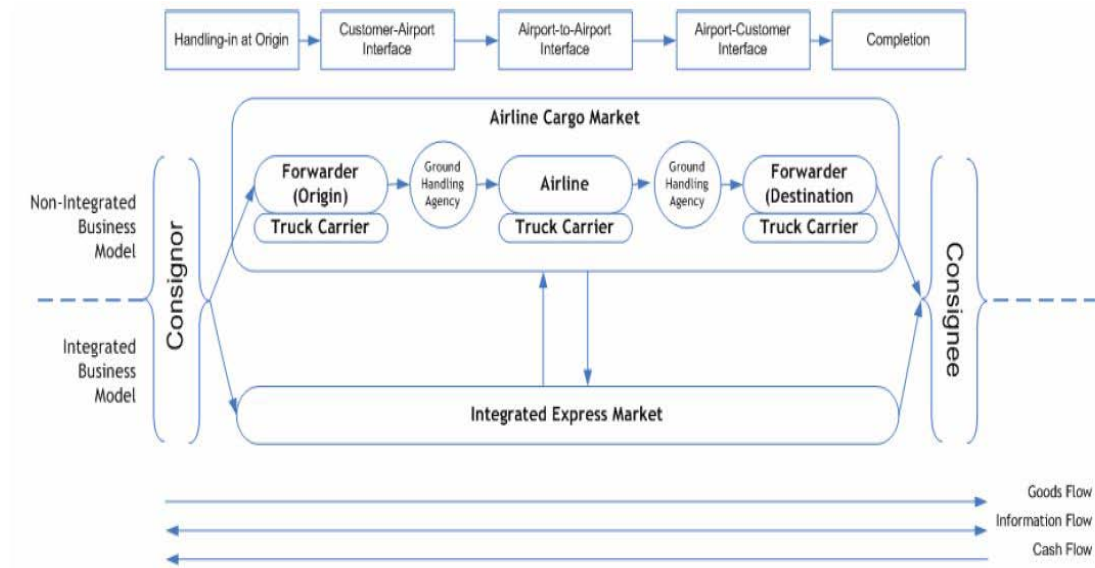 Handling-in at Origin
Customer-Airport
Interface
Airport-to-Airport
Interface
Airport-Customer
Interface
Completion
Airline Cargo Market
Non-Integrated
Business
Model
Consignor
Forwarder
(Origin)
Truck Carrier
Ground
Handling
Agency
Airline
Truck Carrier
Ground
Handling
Agency
Forwarder
(Destination
Truck Carrier
Consignee
Integrated
Business
Model
Integrated Express Market
Goods Flow
Information Flow
Cash Flow